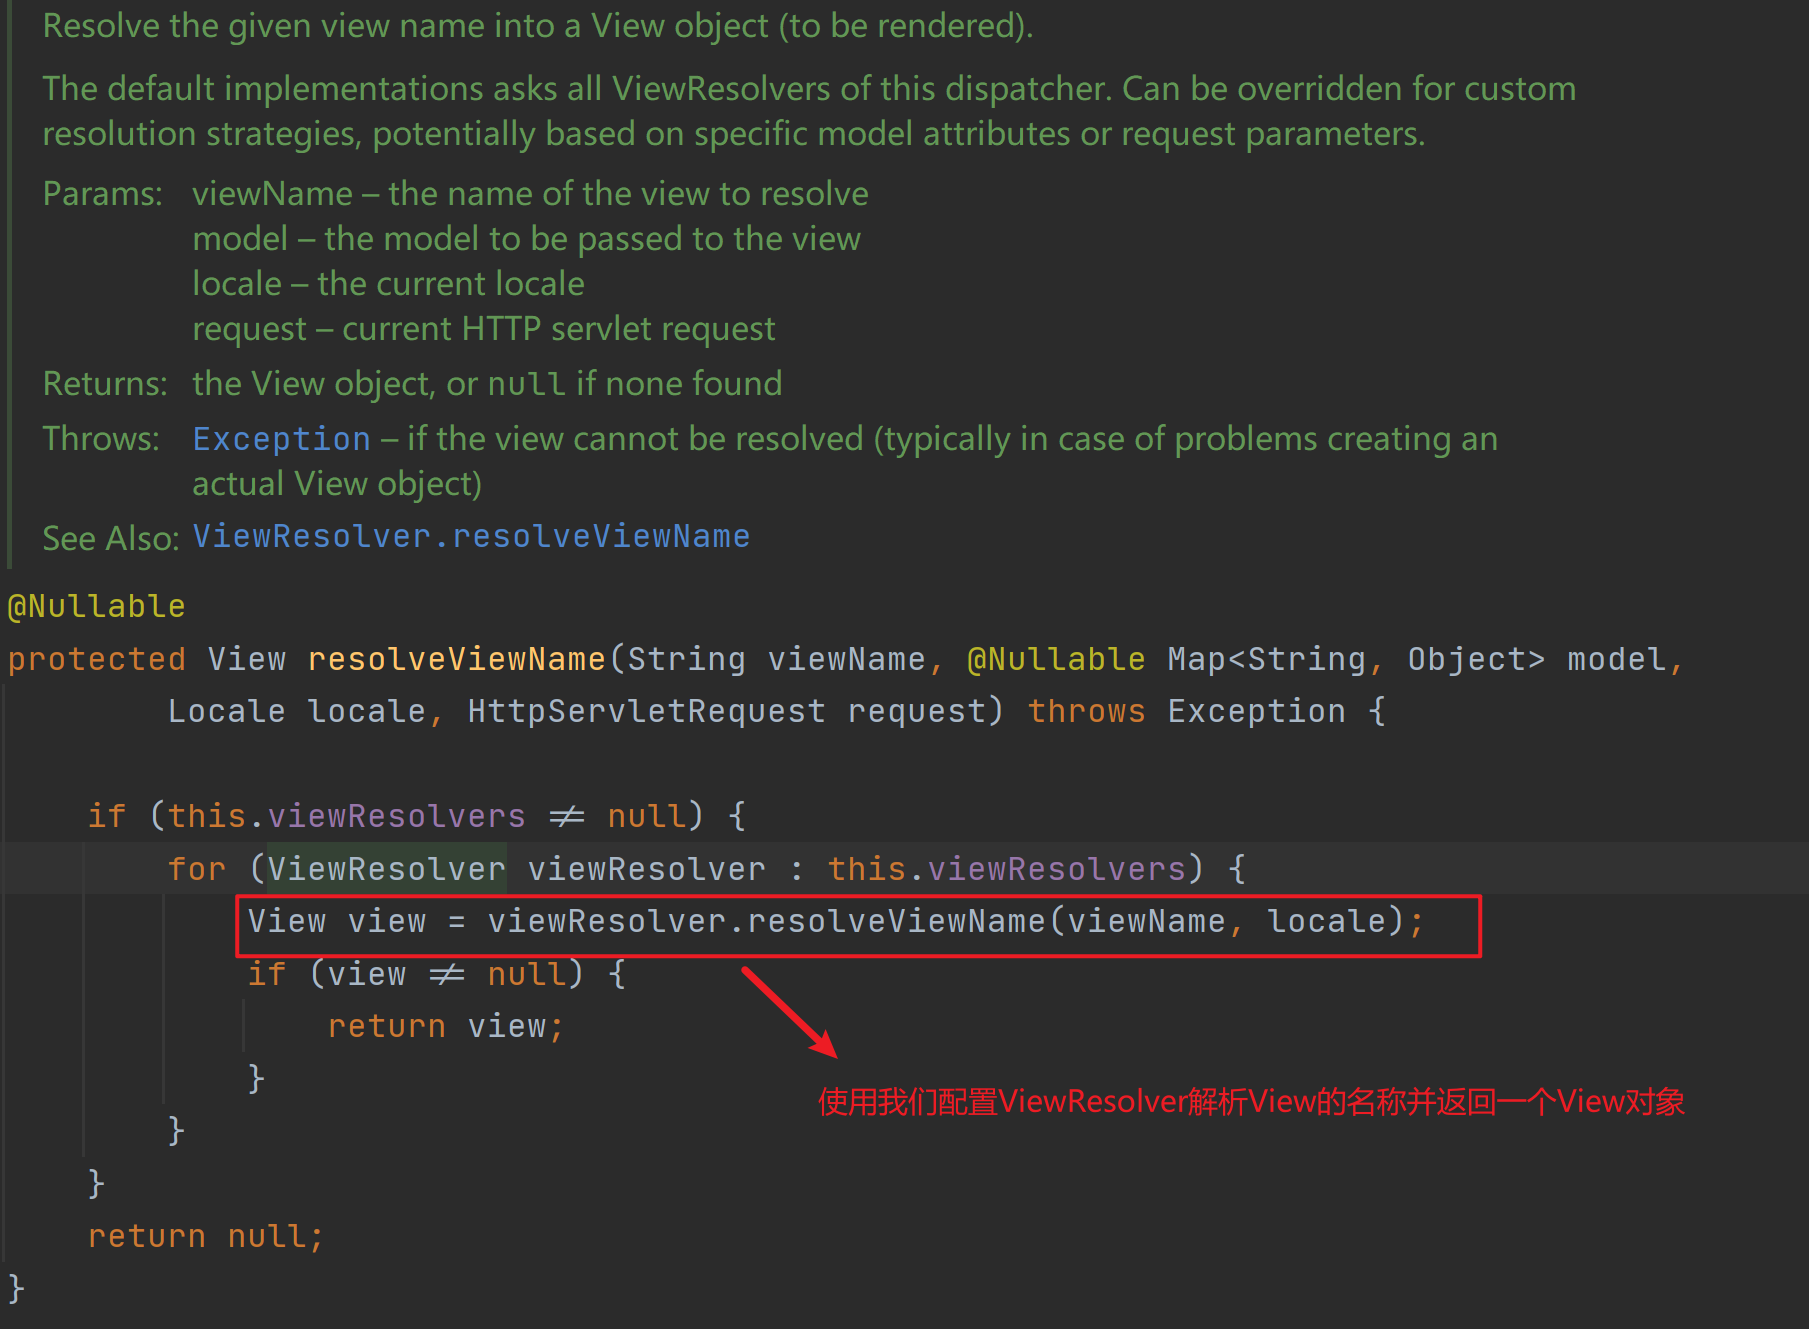 Resolve the given view name into a View object (to be rendered).
The default implementations asks all ViewResolvers of this dispatcher. Can be overridden for custom
resolution strategies, potentially based on specific model attributes or request parameters.
Params: viewName – the name of the view to resolve
model – the model to be passed to the view
locale – the current locale
request – current HTTP servlet request
Returns: the View object, or null if none found
Throws: Exception – if the view cannot be resolved (typically in case of problems creating an
actual View object)
See Also: ViewResolver.resolveViewName
@Nullable
protected View resolveViewName(String viewName, @Nullable Map<String, Object> model,
Locale locale, HttpServletRequest request) throws Exception {
if (this.viewResolvers ≠ null) {
for (ViewResolver viewResolver : this.viewResolvers) {
View view = viewResolver.resolveViewName(viewName, locale);
if (view ≠ null) {
return view;
}
使用我们配置ViewResolver解析View的名称并返回一个View对象
}
}
return null;
}